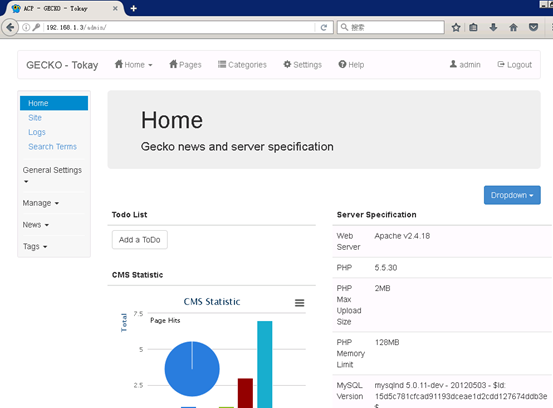 ACP - GECKO - Tokay
192.168.1.3/admin/
搜索
GECKO - Tokay
Home
Pages
Categories
Settings
Help
admin
Logout
Home
Site
Logs
Search Terms
General Settings
Manage
News
Tags
Home
Gecko news and server specification
Dropdown
Todo List
Add a ToDo
CMS Statistic
CMS Statistic
Total
7.5
5
2.5
Page Hits
Server Specification
Web Server
Apache v2.4.18
PHP
5.5.30
PHP Max Upload Size
2MB
PHP Memory Limit
128MB
MySQL Version
mysqlnd 5.0.11-dev - 20120503 - $Id:
15d5c781cfcad91193dceae1d2cdd127674ddb3e
$